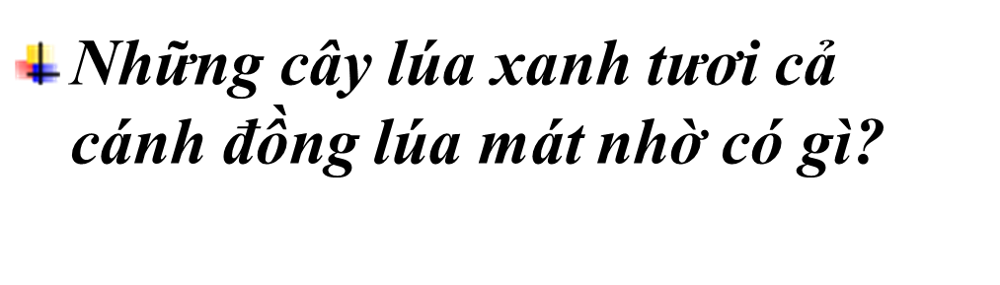 Những cây lúa xanh tươi cả
cánh đồng lúa mát nhờ có gì?